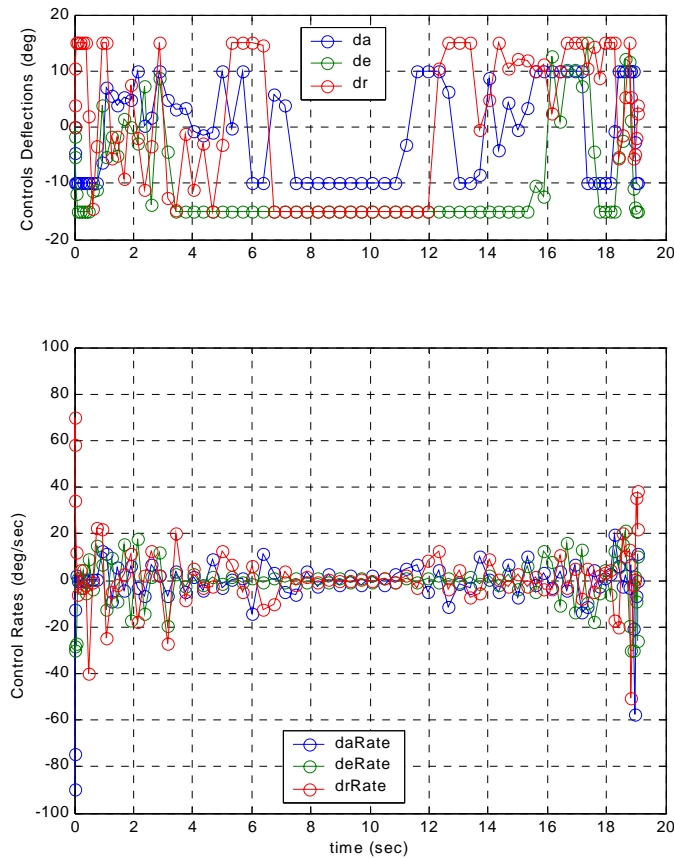 20
10
0
-10
-20
Controls Deflections (deg)
da
de
dr
0 2 4 6 8 10 12 14 16 18 20
100
80
60
40
20
0
-20
-40
-60
-80
-100
Control Rates (deg/sec)
daRate
deRate
drRate
0 2 4 6 8 10 12 14 16 18 20
time (sec)